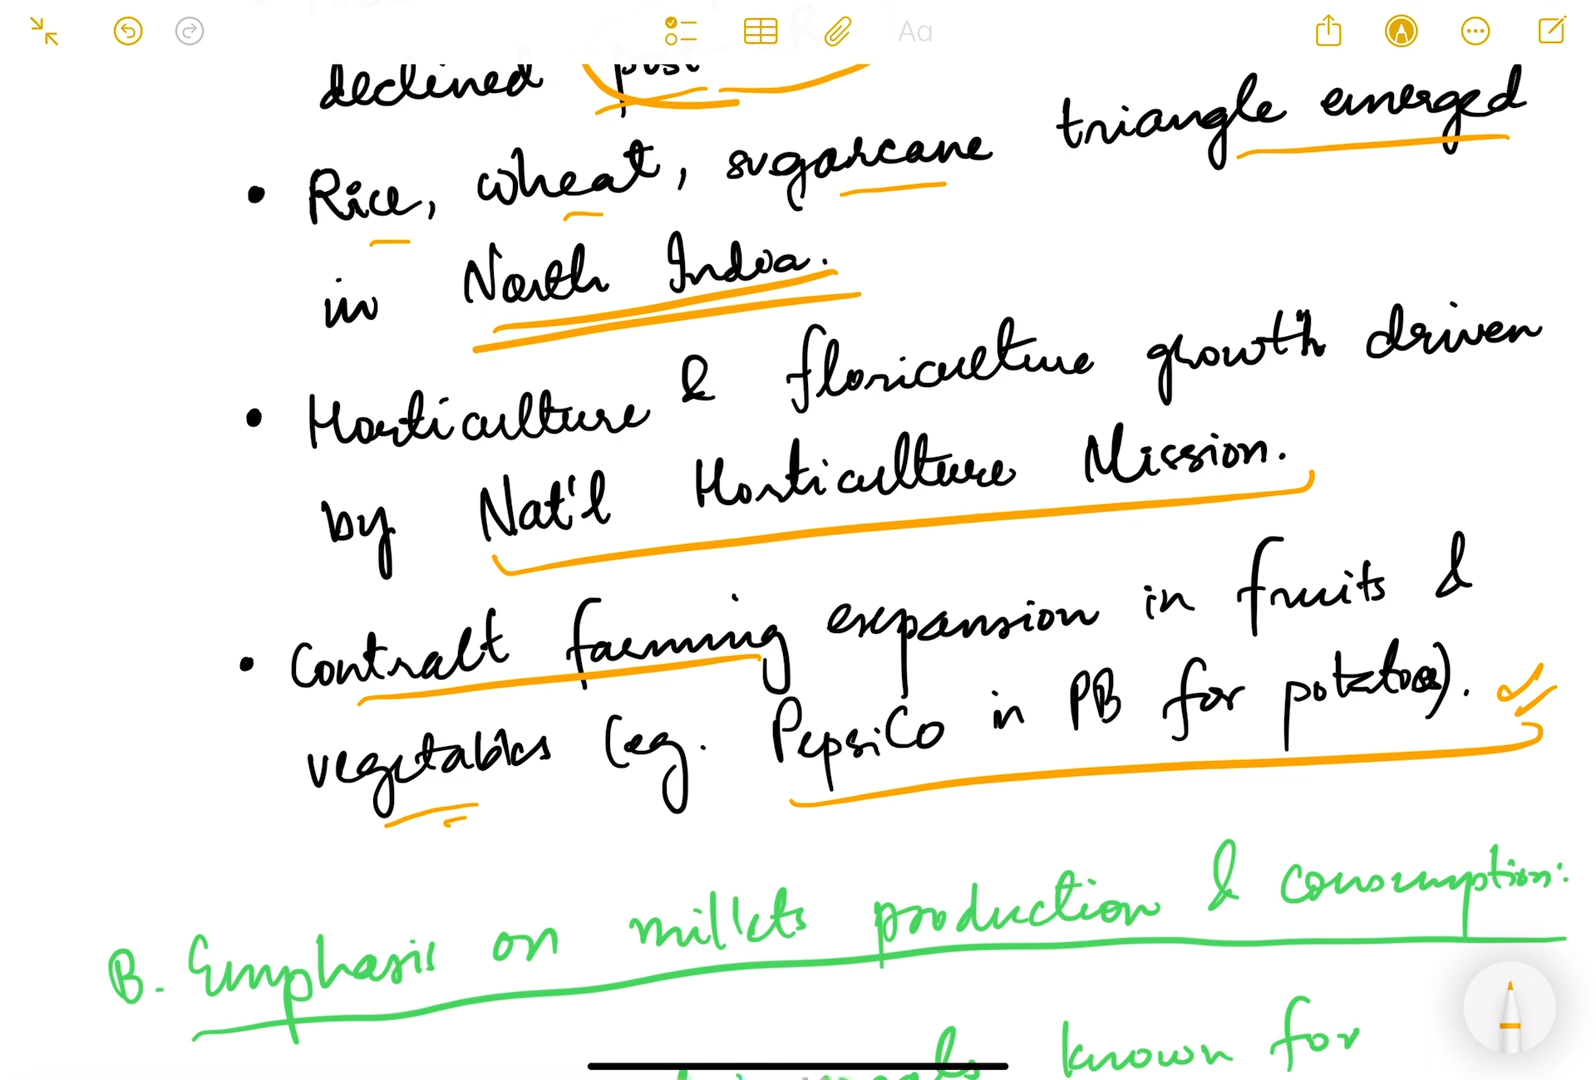 declined (post
• Rice, wheat, sugarcane triangle emerged
in North India.
• Horticulture & floriculture growth driven
by Nat'l Horticulture Mission.
• Contract farming expansion in fruits &
vegetables (eg. PepsiCo in PB for potatoes).
B. Emphasis on millets production & consumption:
known for
Aa